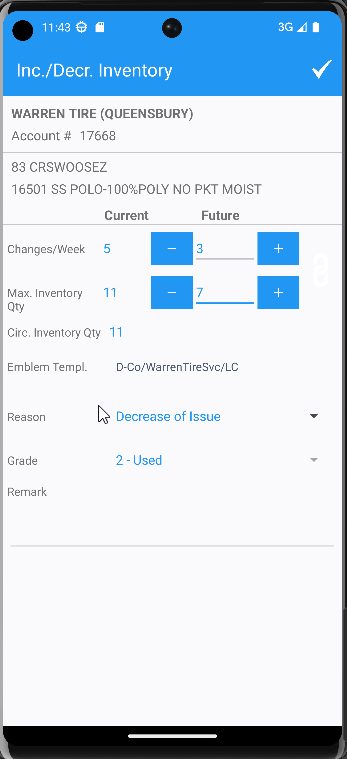 11:43 3G
Inc./Decr. Inventory
WARREN TIRE (QUEENSBURY)
Account # 17668
83 CRSWOOSEZ
16501 SS POLO-100%POLY NO PKT MOIST
Current Future
Changes/Week 5 − 3 +
Max. Inventory Qty 11 − 7 +
Circ. Inventory Qty 11
Emblem Templ. D-Co/WarrenTireSvc/LC
Reason Decrease of Issue
Grade 2 - Used
Remark